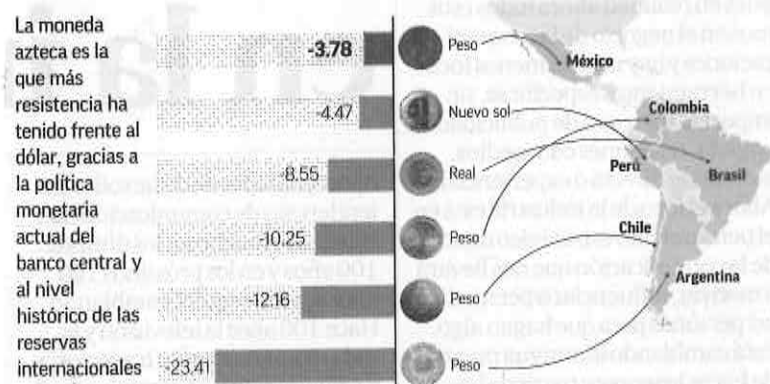 La moneda
azteca es la
que más
resistencia ha
tenido frente al
dólar, gracias a
la política
monetaria
actual del
banco central y
al nivel
histórico de las
reservas
internacionales
-3.78 Peso
-4.47 Nuevo sol
-8.55 Real
-10.25 Peso
-12.16 Peso
-23.41 Peso
México
Colombia
Perú
Brasil
Chile
Argentina